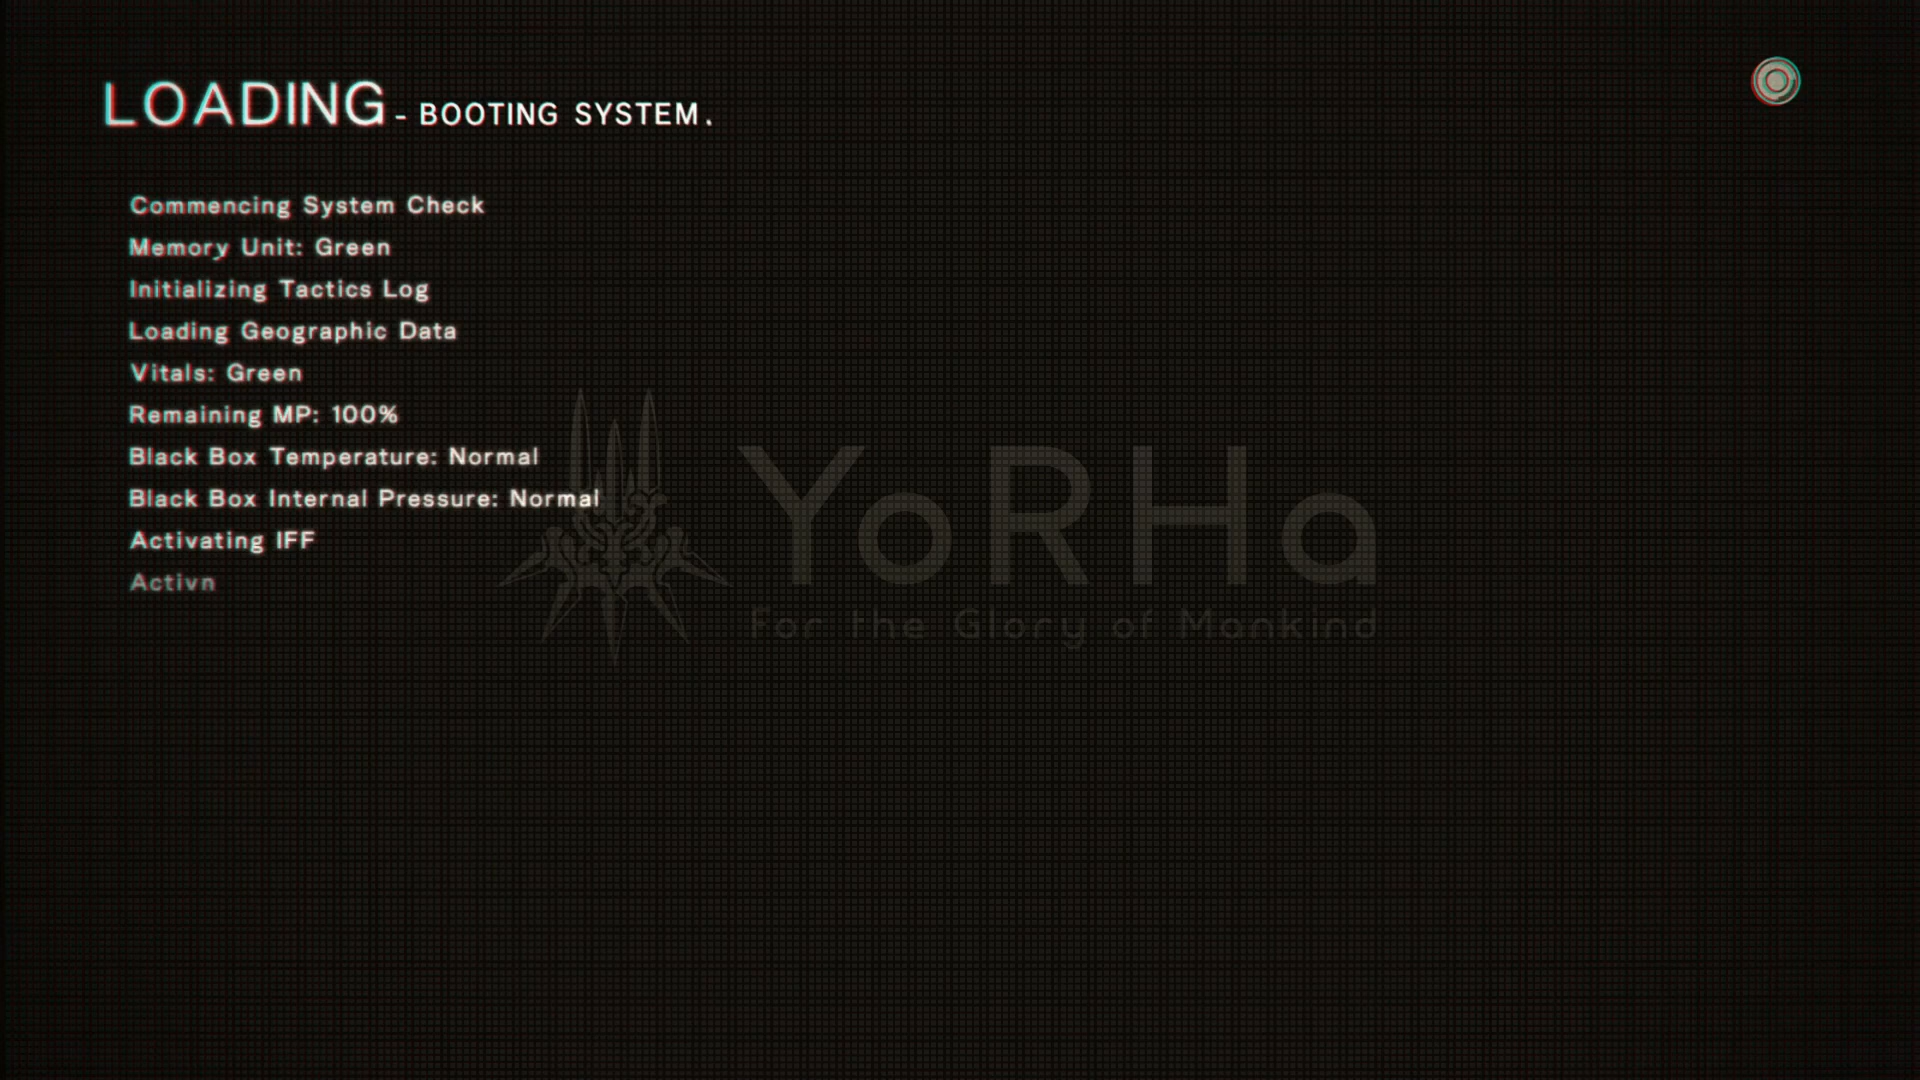 LOADING - BOOTING SYSTEM.
Commencing System Check
Memory Unit: Green
Initializing Tactics Log
Loading Geographic Data
Vitals: Green
Remaining MP: 100%
Black Box Temperature: Normal
Black Box Internal Pressure: Normal
Activating IFF
Activn
YoRHa
For the Glory of Mankind